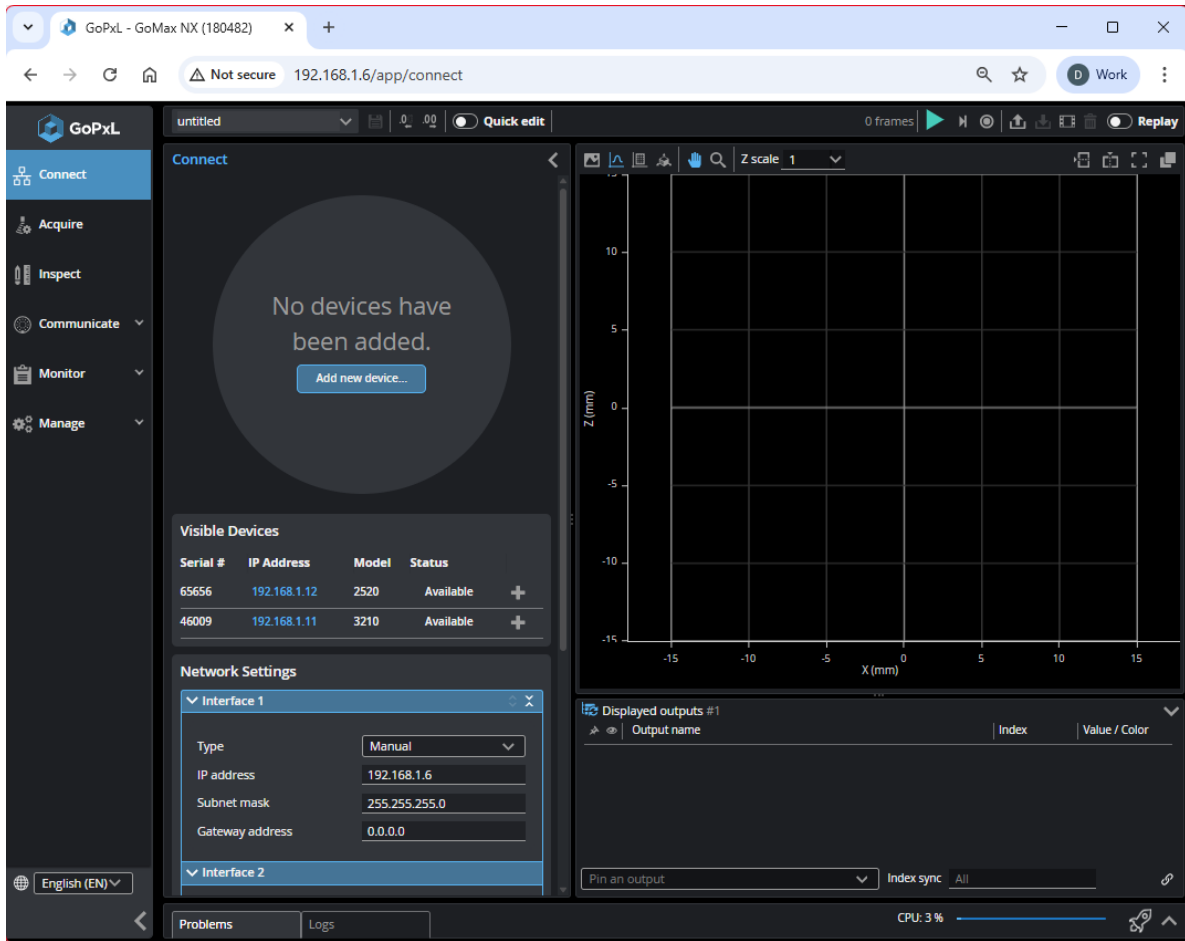 GoPxL - GoMax NX (180482)
Not secure 192.168.1.6/app/connect
D Work
GoPxL
untitled
.0 .00 Quick edit
0 frames
Replay
Connect
Acquire
Inspect
Communicate
Monitor
Manage
English (EN)
Connect
No devices have
been added.
Add new device...
Visible Devices
Serial # IP Address Model Status
65656 192.168.1.12 2520 Available
46009 192.168.1.11 3210 Available
Network Settings
Interface 1
Type Manual
IP address 192.168.1.6
Subnet mask 255.255.255.0
Gateway address 0.0.0.0
Interface 2
Z scale 1
15
10
5
0
-5
-10
-15
Z (mm)
-15 -10 -5 0 5 10 15
X (mm)
Displayed outputs #1
Output name Index Value / Color
Pin an output
Index sync All
Problems Logs
CPU: 3 %